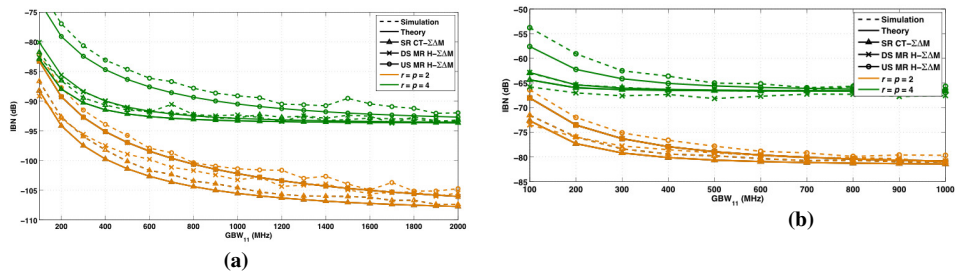 −75
−80
−85
−90
−95
−100
−105
−110
IBN (dB)
200 400 600 800 1000 1200 1400 1600 1800 2000
GBW11 (MHz)
Simulation
Theory
SR CT−ΣΔM
DS MR H−ΣΔM
US MR H−ΣΔM
r = p = 2
r = p = 4
(a)
−50
−55
−60
−65
−70
−75
−80
−85
IBN (dB)
100 200 300 400 500 600 700 800 900 1000
GBW11 (MHz)
Simulation
Theory
SR CT−ΣΔM
DS MR H−ΣΔM
US MR H−ΣΔM
r = p = 2
r = p = 4
(b)